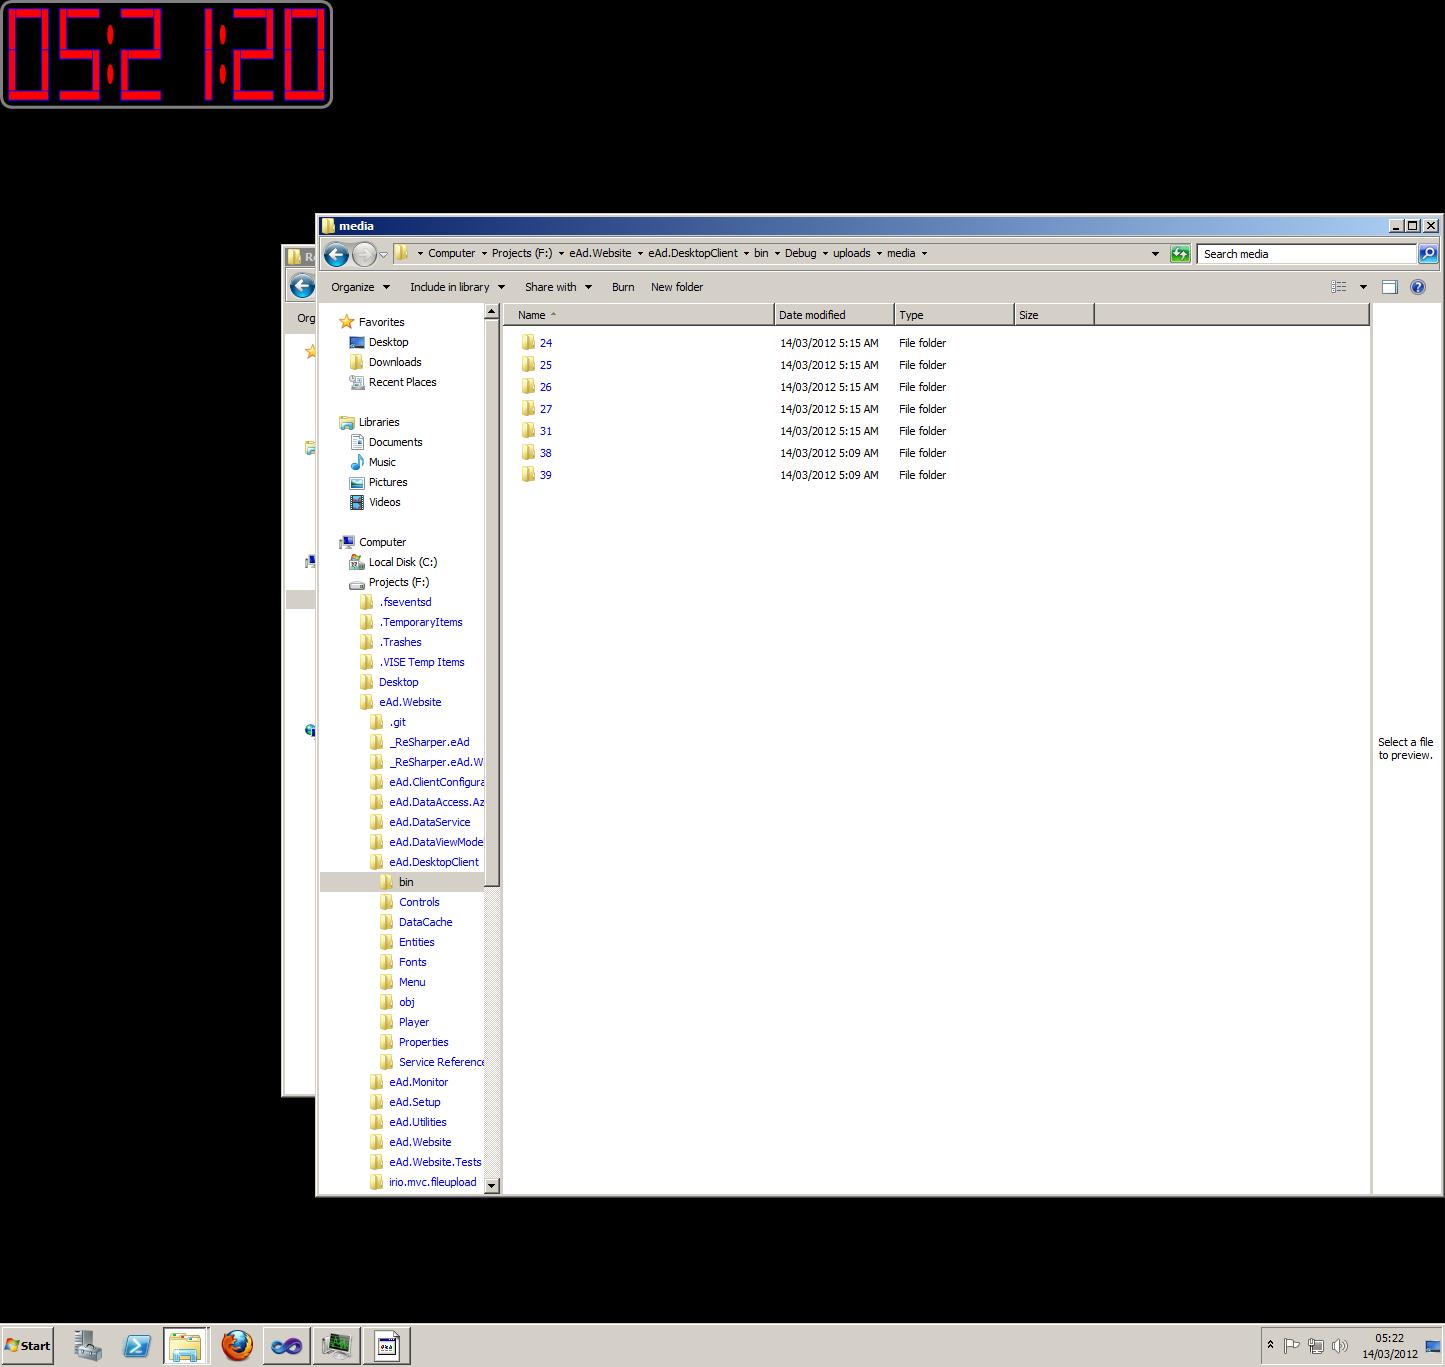 05:21:20
media
Computer Projects (F:) eAd.Website eAd.DesktopClient bin Debug uploads media
Search media
Organize Include in library Share with Burn New folder
Org
Name Date modified Type Size
24 14/03/2012 5:15 AM File folder
25 14/03/2012 5:15 AM File folder
26 14/03/2012 5:15 AM File folder
27 14/03/2012 5:15 AM File folder
31 14/03/2012 5:15 AM File folder
38 14/03/2012 5:09 AM File folder
39 14/03/2012 5:09 AM File folder
Favorites
Desktop
Downloads
Recent Places
Libraries
Documents
Music
Pictures
Videos
Computer
Local Disk (C:)
Projects (F:)
.fseventsd
.TemporaryItems
.Trashes
.VISE Temp Items
Desktop
eAd.Website
.git
_ReSharper.eAd
_ReSharper.eAd.W
eAd.ClientConfigura
eAd.DataAccess.Az
eAd.DataService
eAd.DataViewMode
eAd.DesktopClient
bin
Controls
DataCache
Entities
Fonts
Menu
obj
Player
Properties
Service Reference
eAd.Monitor
eAd.Setup
eAd.Utilities
eAd.Website
eAd.Website.Tests
irio.mvc.fileupload
Select a file
to preview.
Start
05:22
14/03/2012